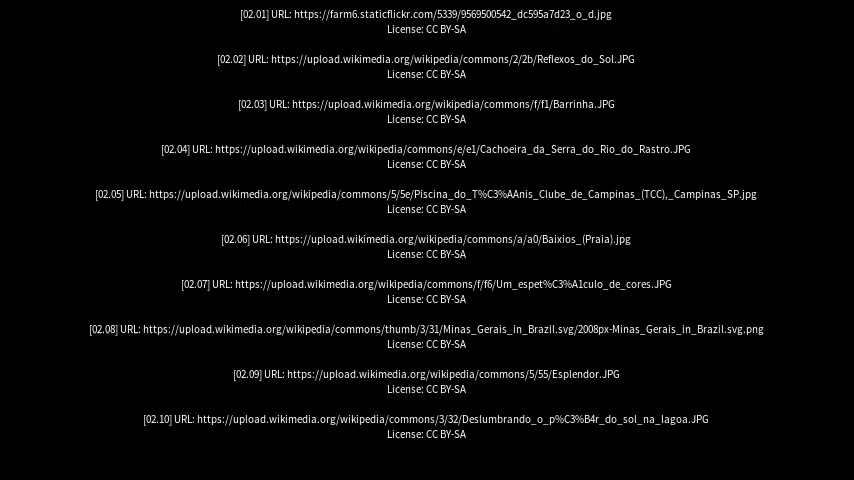 [02.01] URL: https://farm6.staticflickr.com/5339/9569500542_dc595a7d23_o_d.jpg
License: CC BY-SA
[02.02] URL: https://upload.wikimedia.org/wikipedia/commons/2/2b/Reflexos_do_Sol.JPG
License: CC BY-SA
[02.03] URL: https://upload.wikimedia.org/wikipedia/commons/f/f1/Barrinha.JPG
License: CC BY-SA
[02.04] URL: https://upload.wikimedia.org/wikipedia/commons/e/e1/Cachoeira_da_Serra_do_Rio_do_Rastro.JPG
License: CC BY-SA
[02.05] URL: https://upload.wikimedia.org/wikipedia/commons/5/5e/Piscina_do_T%C3%AAnis_Clube_de_Campinas_(TCC),_Campinas_SP.jpg
License: CC BY-SA
[02.06] URL: https://upload.wikimedia.org/wikipedia/commons/a/a0/Baixios_(Praia).jpg
License: CC BY-SA
[02.07] URL: https://upload.wikimedia.org/wikipedia/commons/f/f6/Um_espet%C3%A1culo_de_cores.JPG
License: CC BY-SA
[02.08] URL: https://upload.wikimedia.org/wikipedia/commons/thumb/3/31/Minas_Gerais_in_Brazil.svg/2008px-Minas_Gerais_in_Brazil.svg.png
License: CC BY-SA
[02.09] URL: https://upload.wikimedia.org/wikipedia/commons/5/55/Esplendor.JPG
License: CC BY-SA
[02.10] URL: https://upload.wikimedia.org/wikipedia/commons/3/32/Deslumbrando_o_p%C3%B4r_do_sol_na_lagoa.JPG
License: CC BY-SA